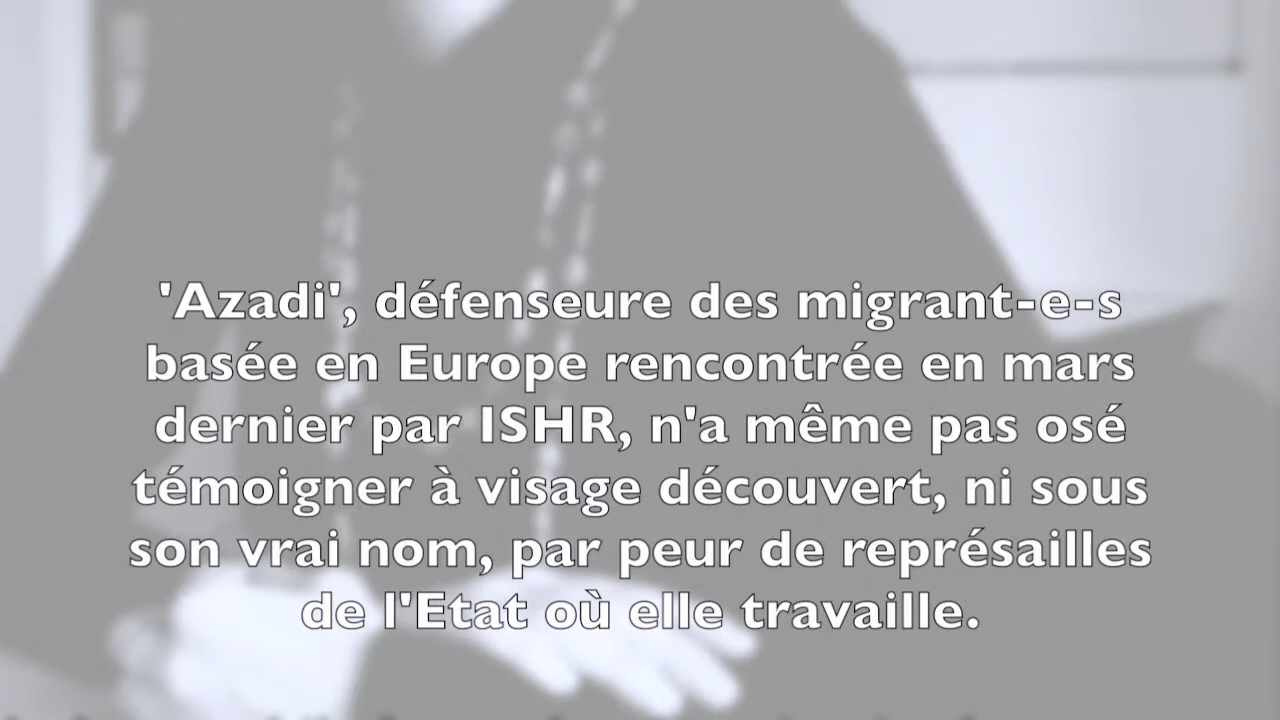 'Azadi', défenseure des migrant-e-s
basée en Europe rencontrée en mars
dernier par ISHR, n'a même pas osé
témoigner à visage découvert, ni sous
son vrai nom, par peur de représailles
de l'Etat où elle travaille.